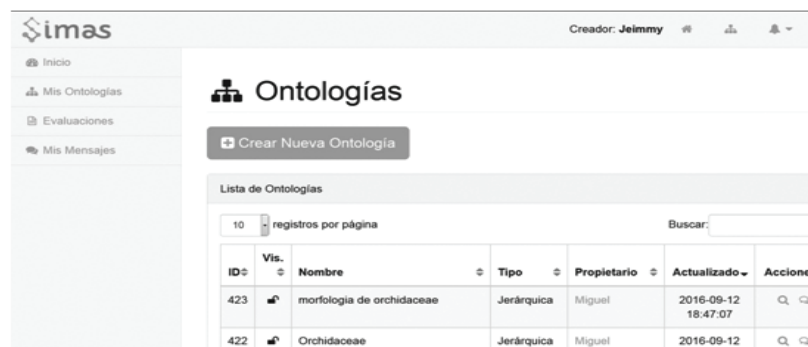 Simas
Creador: Jeimmy
Inicio
Mis Ontologías
Evaluaciones
Mis Mensajes
Ontologías
Crear Nueva Ontología
Lista de Ontologías
10 registros por página
Buscar:
ID Vis. Nombre Tipo Propietario Actualizado Accione
423 morfologia de orchidaceae Jerárquica Miguel 2016-09-12
18:47:07
422 Orchidaceae Jerárquica Miguel 2016-09-12